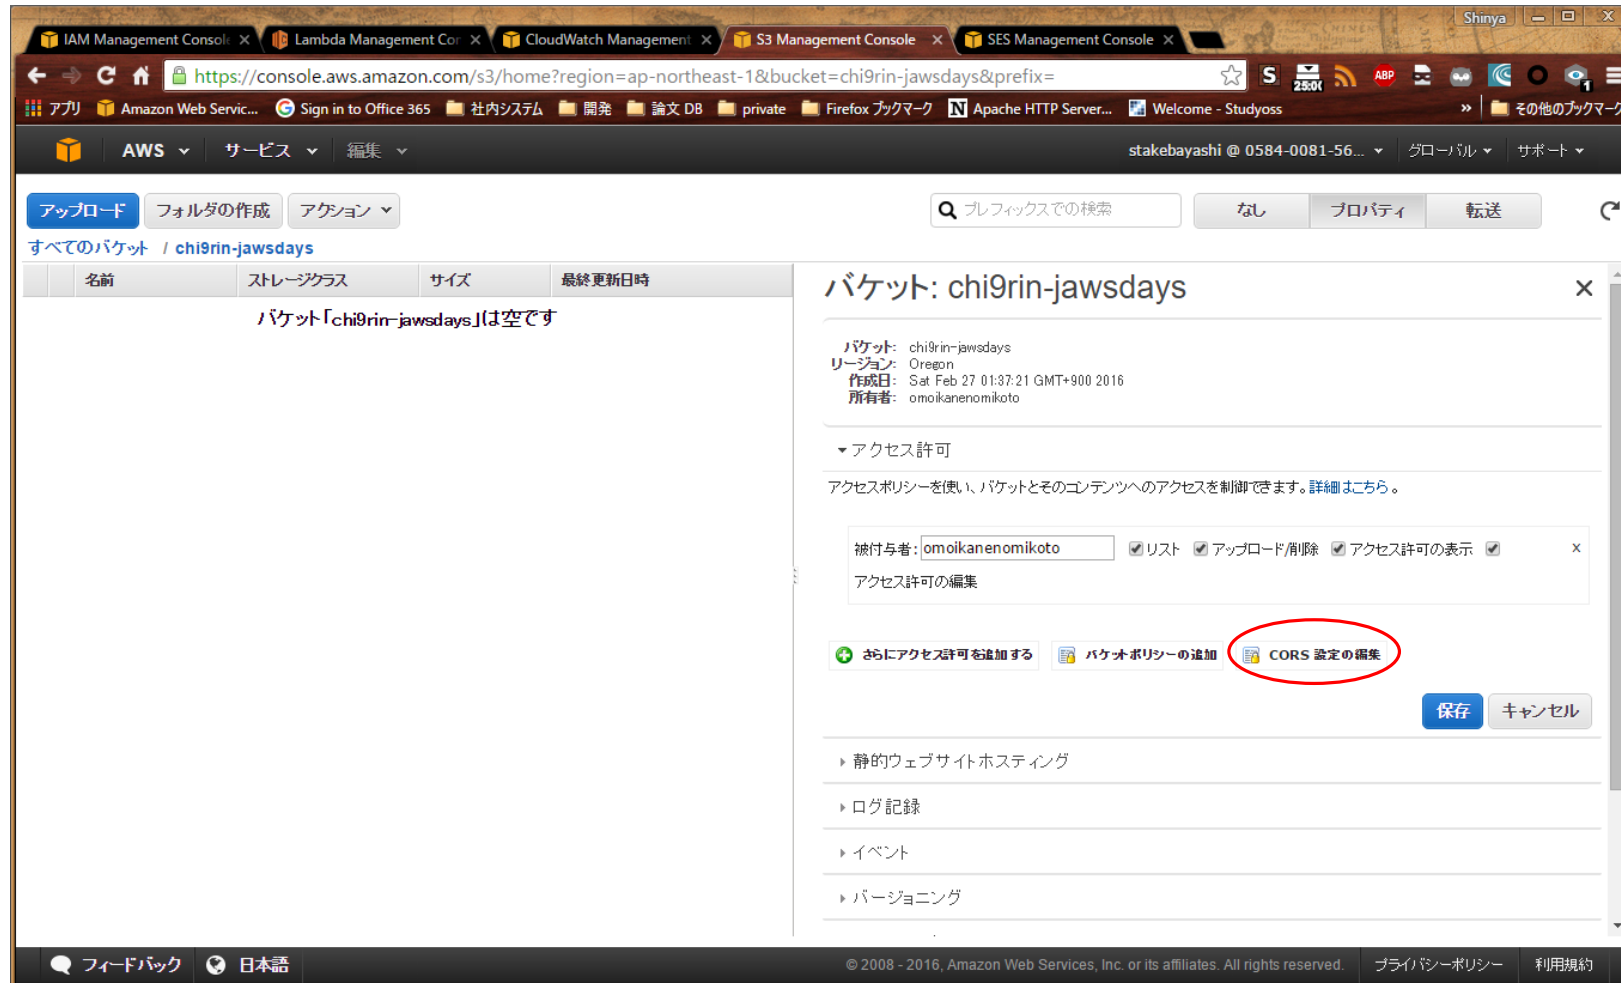 Shinya
IAM Management Console
Lambda Management Con
CloudWatch Management
S3 Management Console
SES Management Console
https://console.aws.amazon.com/s3/home?region=ap-northeast-1&bucket=chi9rin-jawsdays&prefix=
S
25:00
ABP
1
アプリ
Amazon Web Servic...
Sign in to Office 365
社内システム
開発
論文 DB
private
Firefox ブックマーク
N Apache HTTP Server...
Welcome - Studyoss
»
その他のブックマーク
AWS
サービス
編集
stakebayashi @ 0584-0081-56...
グローバル
サポート
アップロード
フォルダの作成
アクション
プレフィックスでの検索
なし
プロパティ
転送
すべてのバケット / chi9rin-jawsdays
名前
ストレージクラス
サイズ
最終更新日時
バケット「chi9rin-jawsdays」は空です
バケット: chi9rin-jawsdays
バケット: chi9rin-jawsdays
リージョン: Oregon
作成日: Sat Feb 27 01:37:21 GMT+900 2016
所有者: omoikanenomikoto
アクセス許可
アクセスポリシーを使い、バケットとそのコンテンツへのアクセスを制御できます。詳細はこちら。
被付与者: omoikanenomikoto リスト アップロード/削除 アクセス許可の表示 x
アクセス許可の編集
さらにアクセス許可を追加する
バケットポリシーの追加
CORS 設定の編集
保存
キャンセル
静的ウェブサイトホスティング
ログ記録
イベント
バージョニング
フィードバック
日本語
© 2008 - 2016, Amazon Web Services, Inc. or its affiliates. All rights reserved.
プライバシーポリシー
利用規約